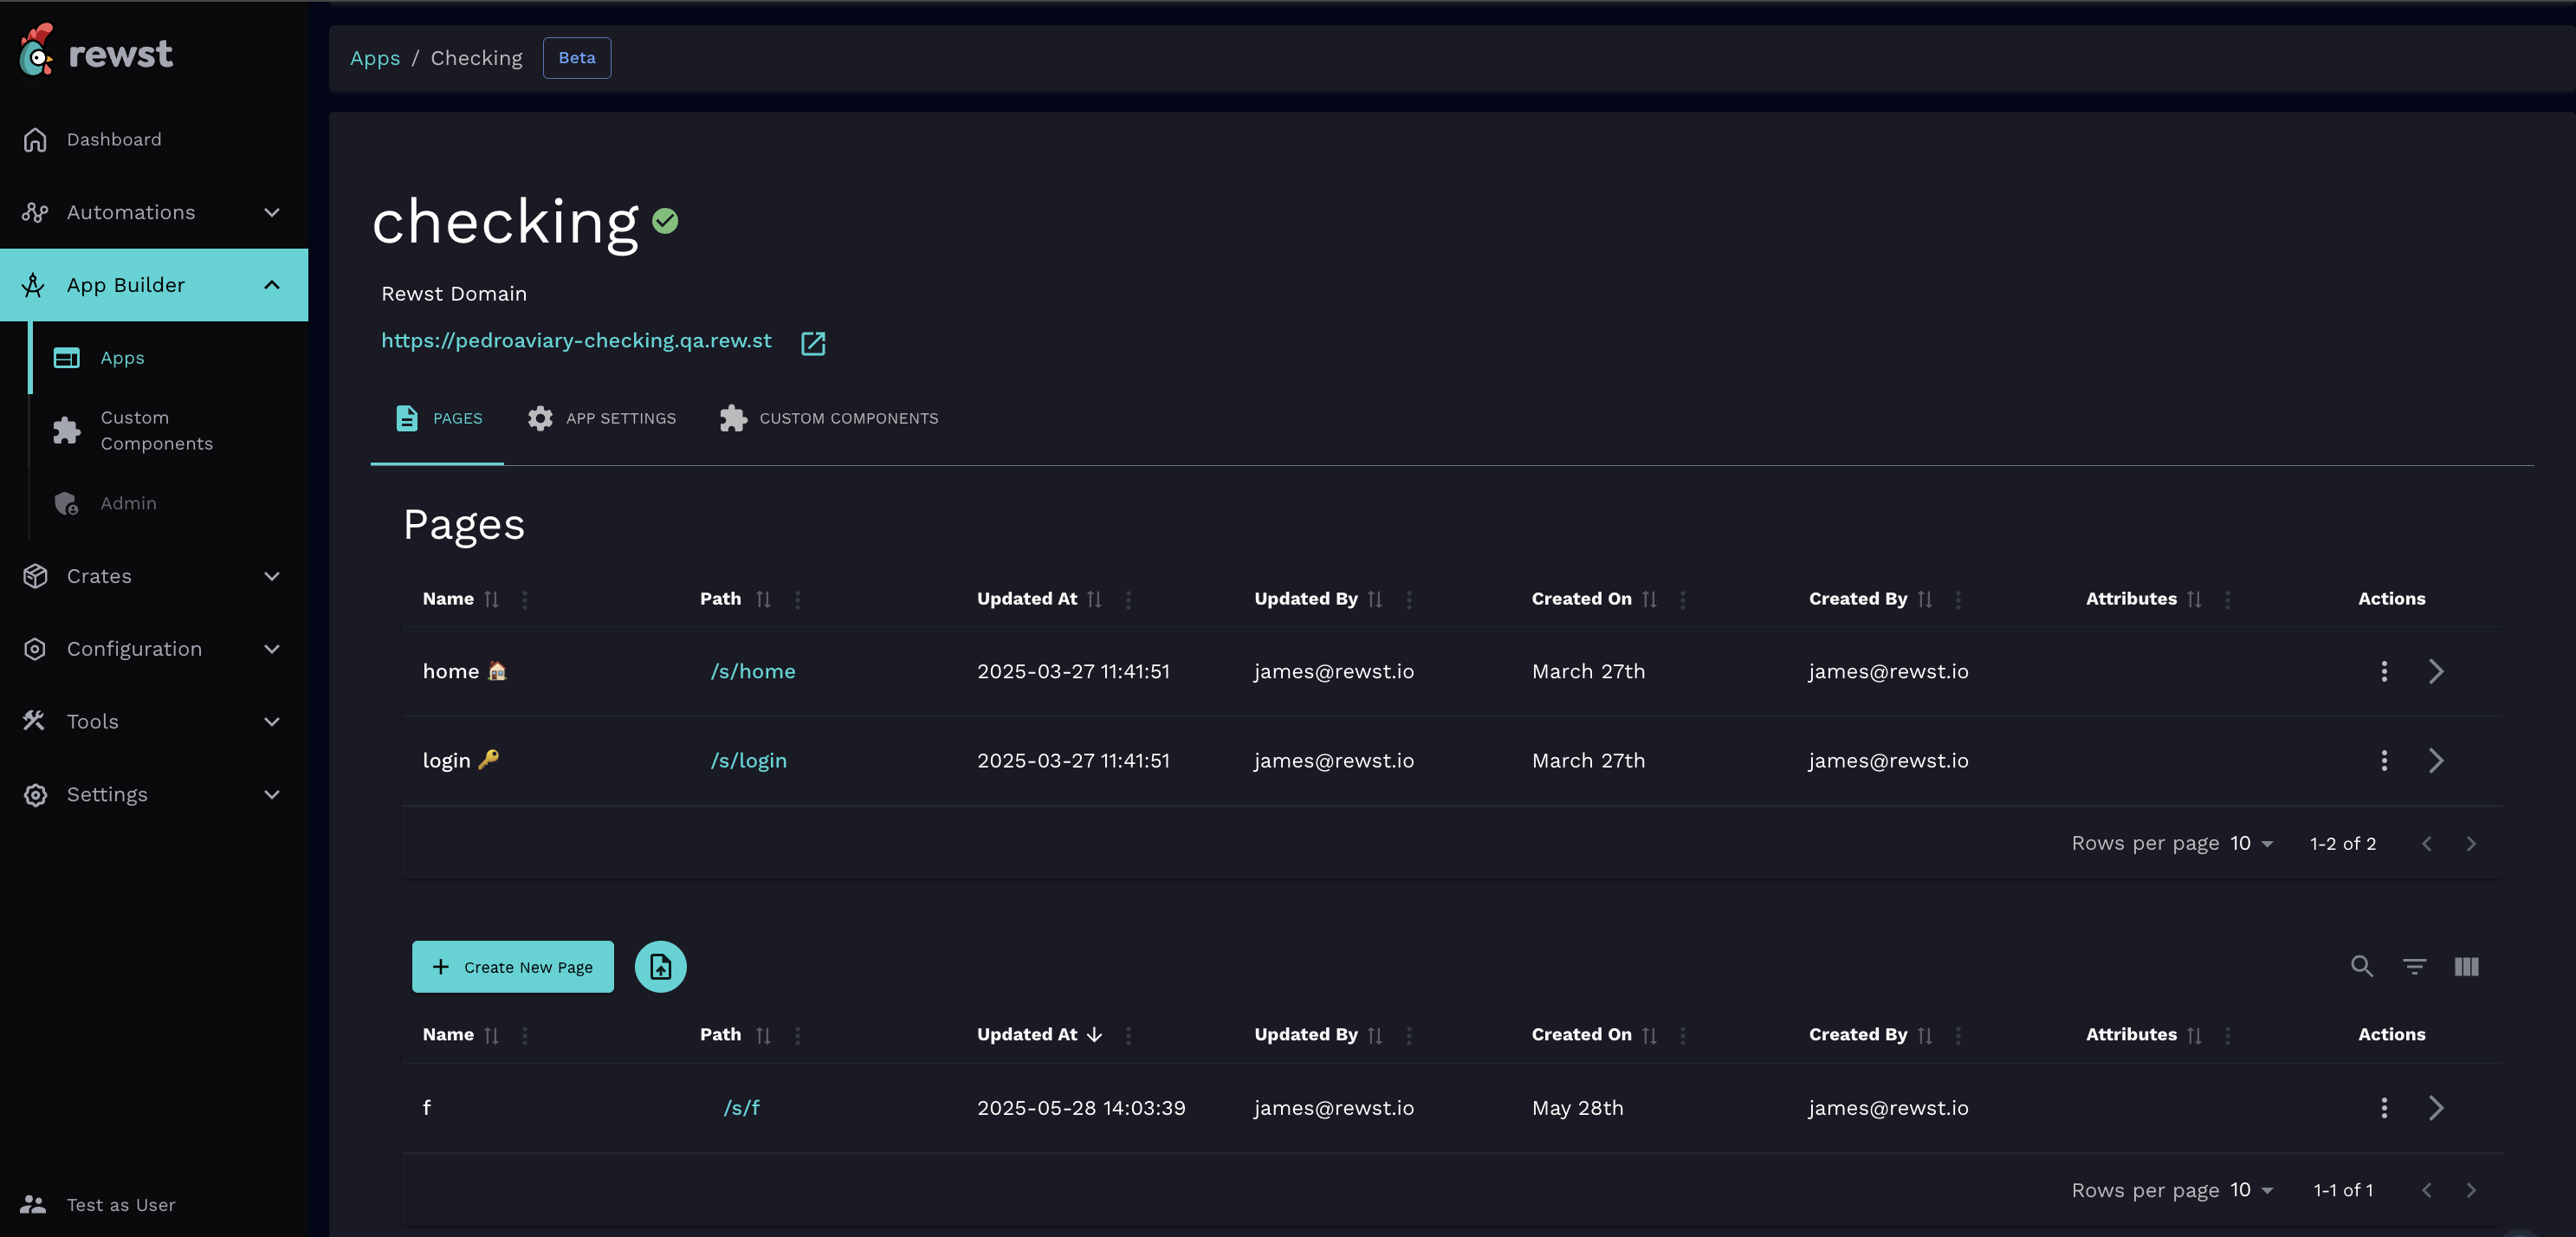 rewst
Apps / Checking Beta
Dashboard
Automations
App Builder
Apps
Custom
Components
Admin
Crates
Configuration
Tools
Settings
Test as User
checking
Rewst Domain
https://pedroaviary-checking.qa.rew.st
PAGES APP SETTINGS CUSTOM COMPONENTS
Pages
Name Path Updated At Updated By Created On Created By Attributes Actions
home /s/home 2025-03-27 11:41:51 james@rewst.io March 27th james@rewst.io
login /s/login 2025-03-27 11:41:51 james@rewst.io March 27th james@rewst.io
Rows per page 10 1-2 of 2
Create New Page
Name Path Updated At Updated By Created On Created By Attributes Actions
f /s/f 2025-05-28 14:03:39 james@rewst.io May 28th james@rewst.io
Rows per page 10 1-1 of 1